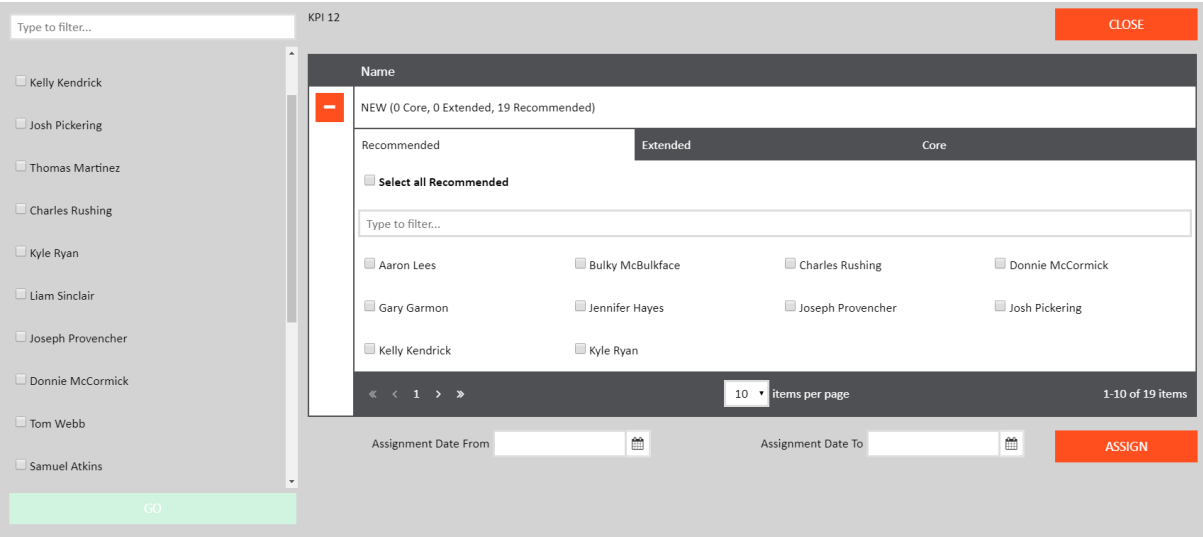 Type to filter...
Kelly Kendrick
Josh Pickering
Thomas Martinez
Charles Rushing
Kyle Ryan
Liam Sinclair
Joseph Provencher
Donnie McCormick
Tom Webb
Samuel Atkins
GO
KPI 12
CLOSE
Name
NEW (0 Core, 0 Extended, 19 Recommended)
Recommended Extended Core
Select all Recommended
Type to filter...
Aaron Lees Bulky McBulkface Charles Rushing Donnie McCormick
Gary Garmon Jennifer Hayes Joseph Provencher Josh Pickering
Kelly Kendrick Kyle Ryan
« < 1 > » 10 items per page 1-10 of 19 items
Assignment Date From Assignment Date To ASSIGN